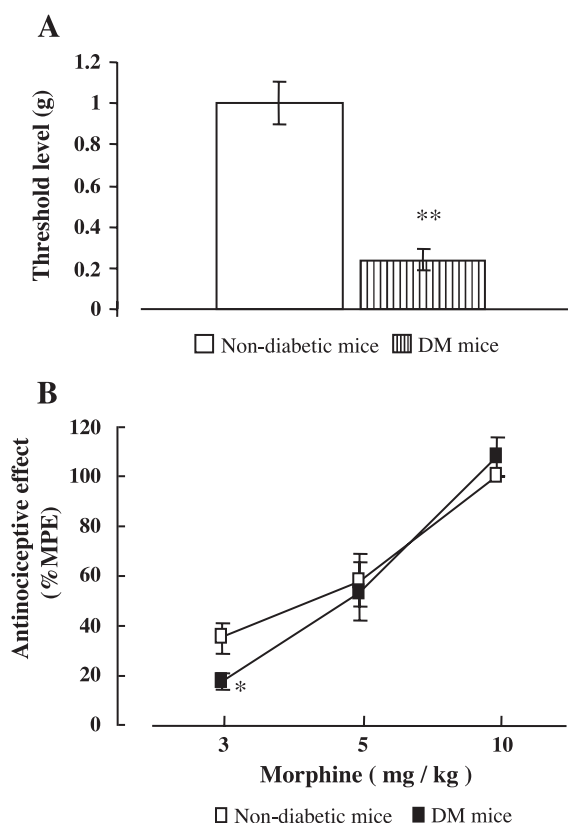 A
Threshold level (g)
1.2
1
0.8
0.6
0.4
0.2
0
**
Non-diabetic mice DM mice
B
Antinociceptive effect
(%MPE)
120
100
80
60
40
20
0
*
3 5 10
Morphine ( mg / kg )
Non-diabetic mice DM mice